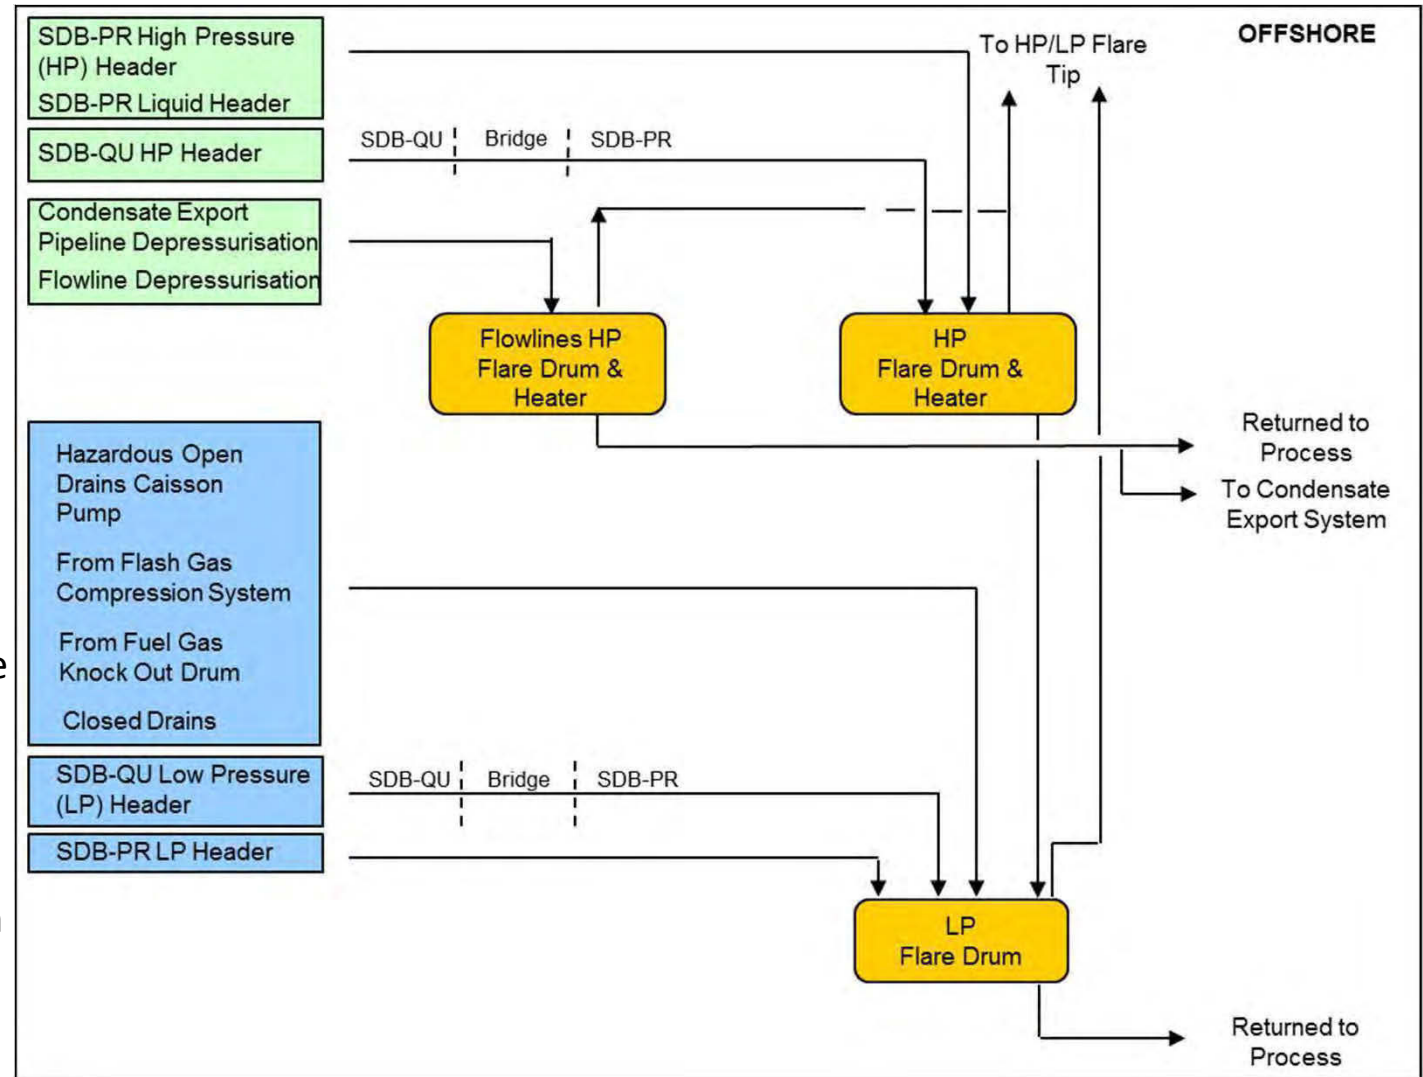 OFFSHORE
SDB-PR High Pressure
(HP) Header
SDB-PR Liquid Header
To HP/LP Flare
Tip
SDB-QU HP Header
SDB-QU
Bridge
SDB-PR
Condensate Export
Pipeline Depressurisation
Flowline Depressurisation
Flowlines HP
Flare Drum &
Heater
HP
Flare Drum &
Heater
Returned to
Process
To Condensate
Export System
Hazardous Open
Drains Caisson
Pump
From Flash Gas
Compression System
From Fuel Gas
Knock Out Drum
Closed Drains
e
SDB-QU Low Pressure
(LP) Header
SDB-QU
Bridge
SDB-PR
SDB-PR LP Header
LP
Flare Drum
Returned to
Process